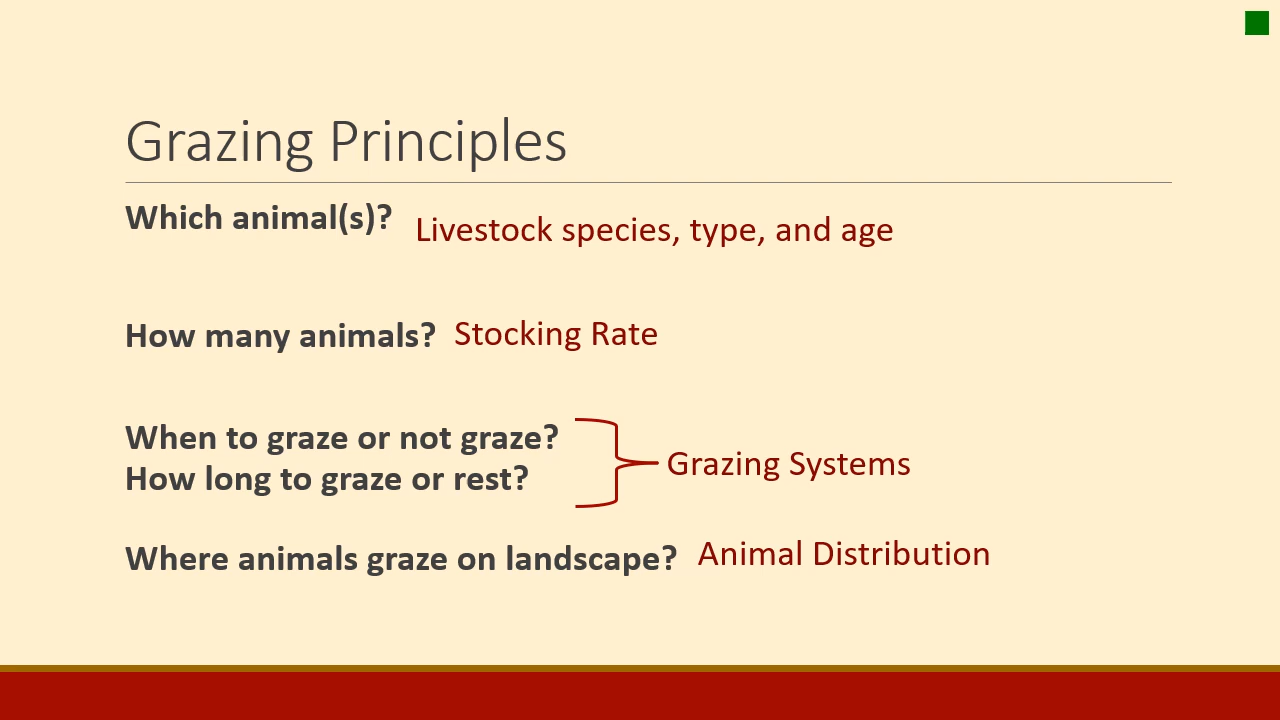 Grazing Principles
Which animal(s)? Livestock species, type, and age
How many animals? Stocking Rate
When to graze or not graze?
How long to graze or rest?
Grazing Systems
Where animals graze on landscape? Animal Distribution